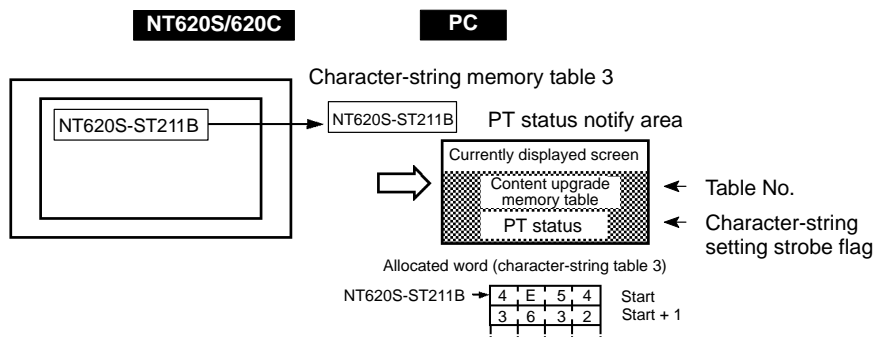 NT620S/620C PC
Character-string memory table 3
NT620S-ST211B NT620S-ST211B PT status notify area
Currently displayed screen
Content upgrade
memory table
Table No.
PT status
Character-string
setting strobe flag
Allocated word (character-string table 3)
NT620S-ST211B 4 E 5 4 Start
3 6 3 2 Start + 1